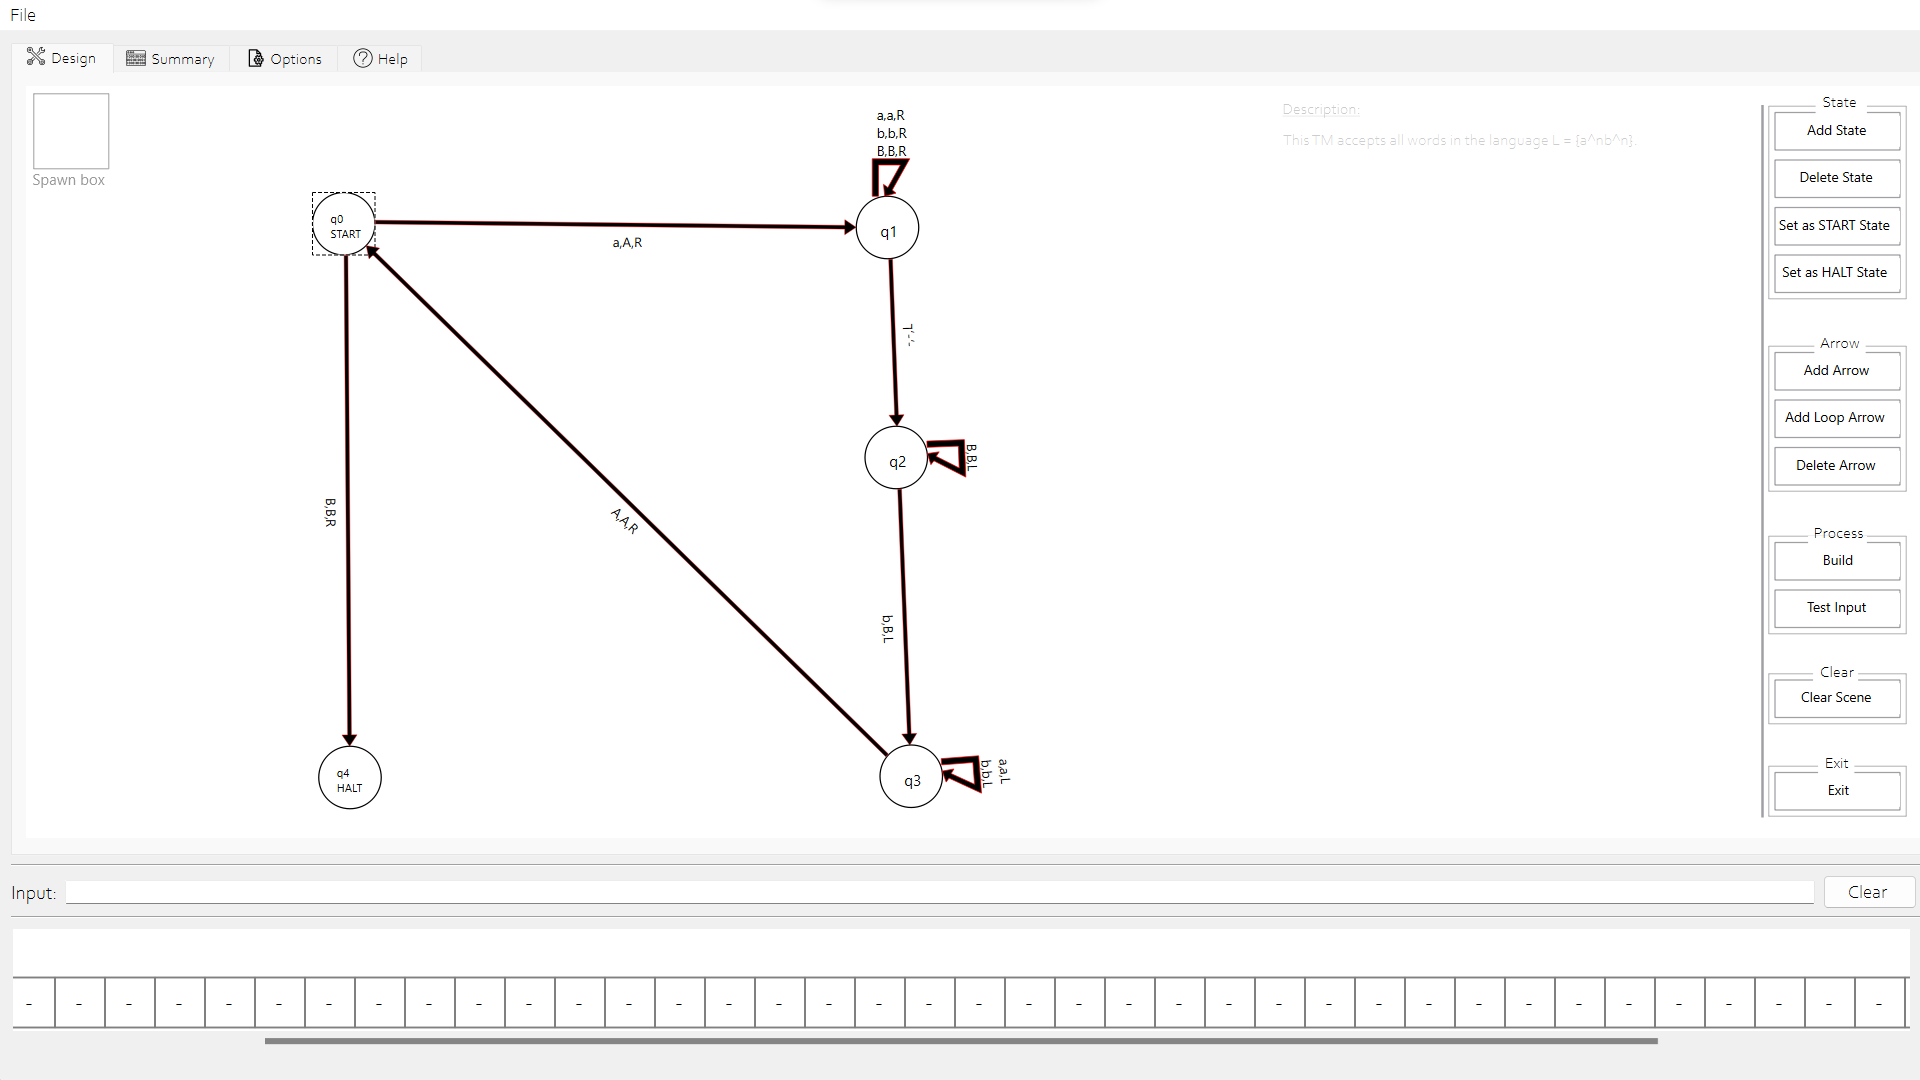 File
Design
Summary
Options
Help
Spawn box
Description:
This TM accepts all words in the language L = {a^nb^n}.
a,a,R
b,b,R
B,B,R
q0
START
a,A,R
q1
-,-,L
q2
B,B,L
B,B,R
A,A,R
b,B,L
q4
HALT
q3
a,a,L
b,b,L
State
Add State
Delete State
Set as START State
Set as HALT State
Arrow
Add Arrow
Add Loop Arrow
Delete Arrow
Process
Build
Test Input
Clear
Clear Scene
Exit
Exit
Input:
Clear
- - - - - - - - - - - - - - - - - - - - - - - - - - - - - - - - - - - - - -